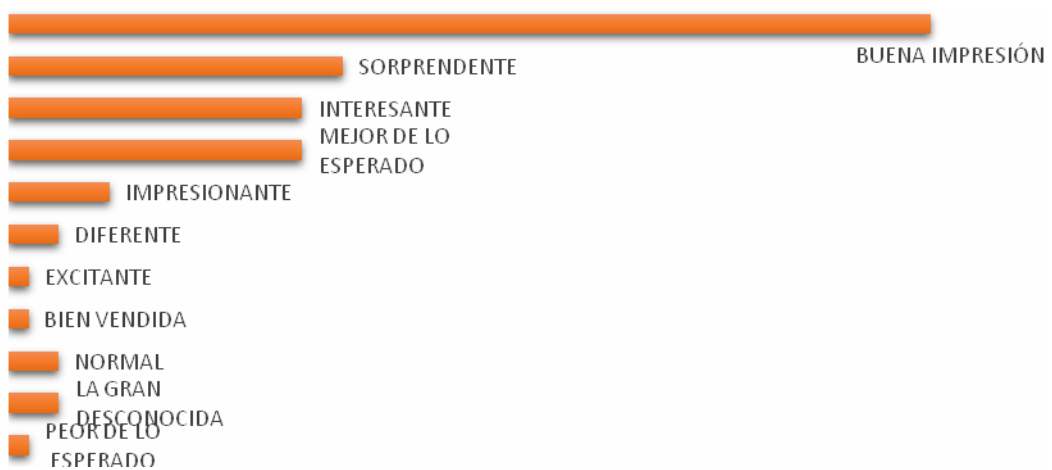 BUENA IMPRESIÓN
SORPRENDENTE
INTERESANTE
MEJOR DE LO
ESPERADO
IMPRESIONANTE
DIFERENTE
EXCITANTE
BIEN VENDIDA
NORMAL
LA GRAN
DESCONOCIDA
PEOR DE LO
ESPERADO